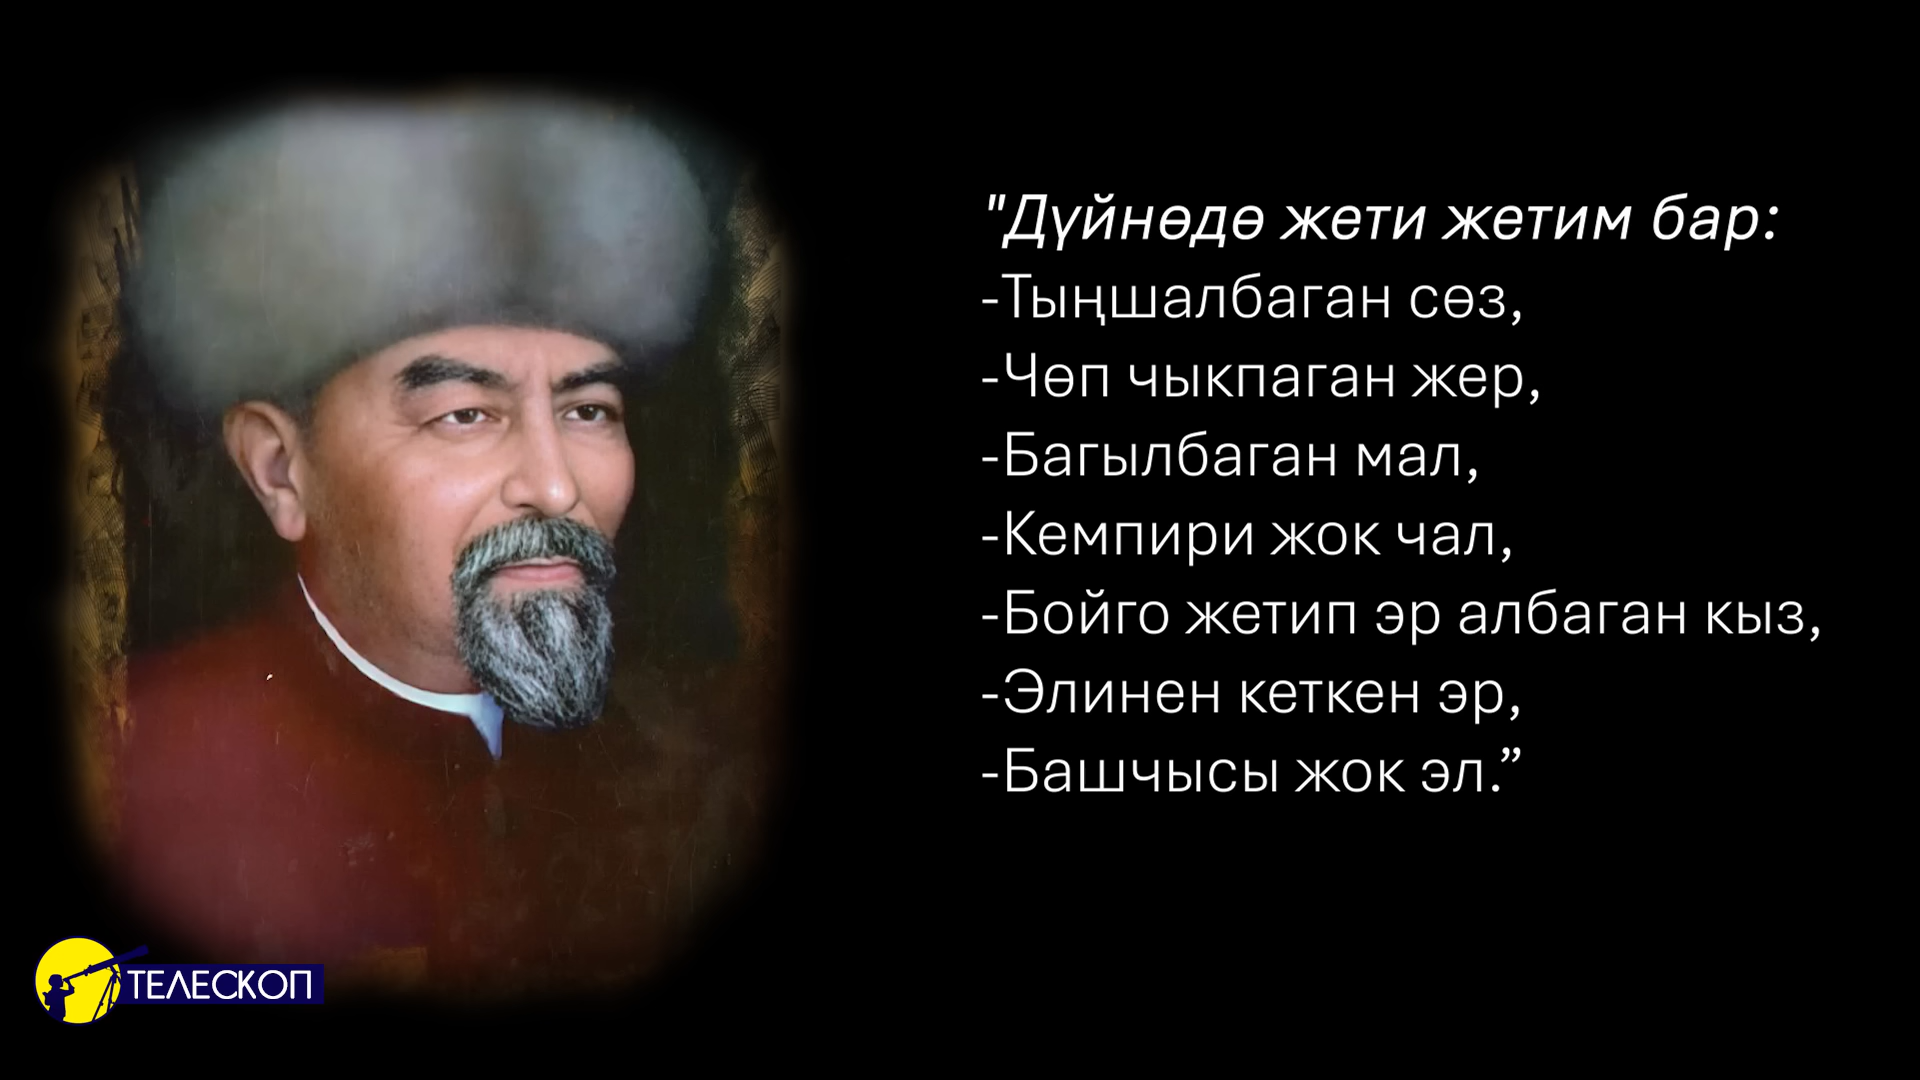 "Дүйнөдө жети жетим бар:
-Тыңшалбаган сөз,
-Чөп чыкпаган жер,
-Багылбаган мал,
-Кемпири жок чал,
-Бойго жетип эр албаган кыз,
-Элинен кеткен эр,
-Башчысы жок эл.”
ТЕЛЕСКОП